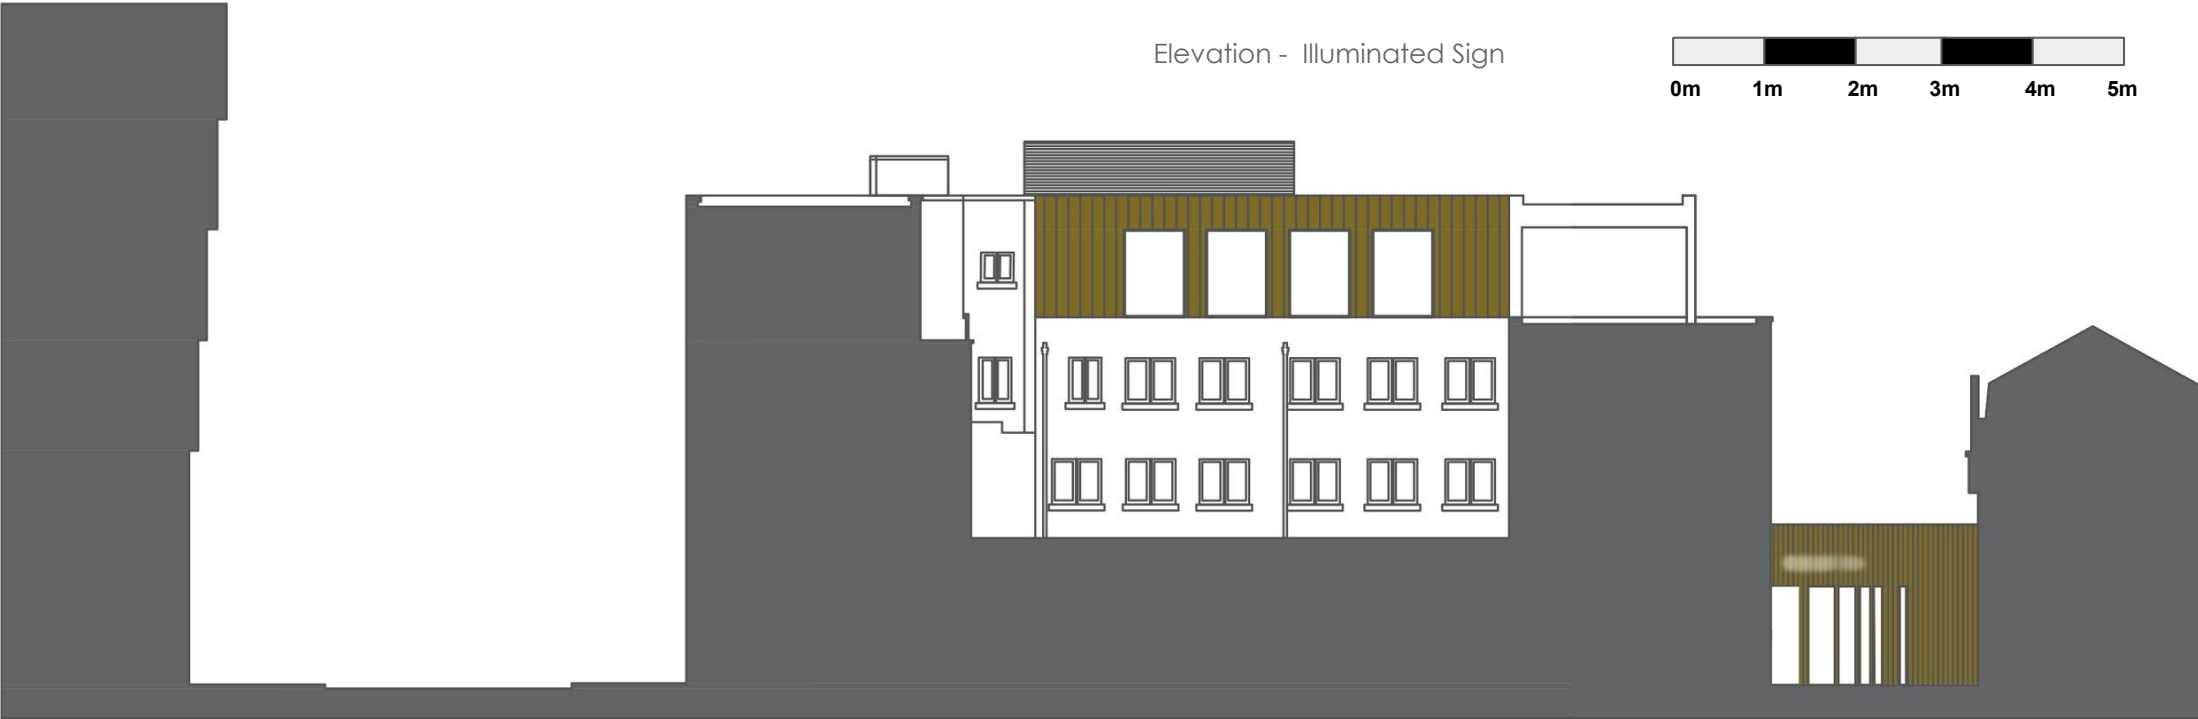 Elevation - Illuminated Sign
0m 1m 2m 3m 4m 5m